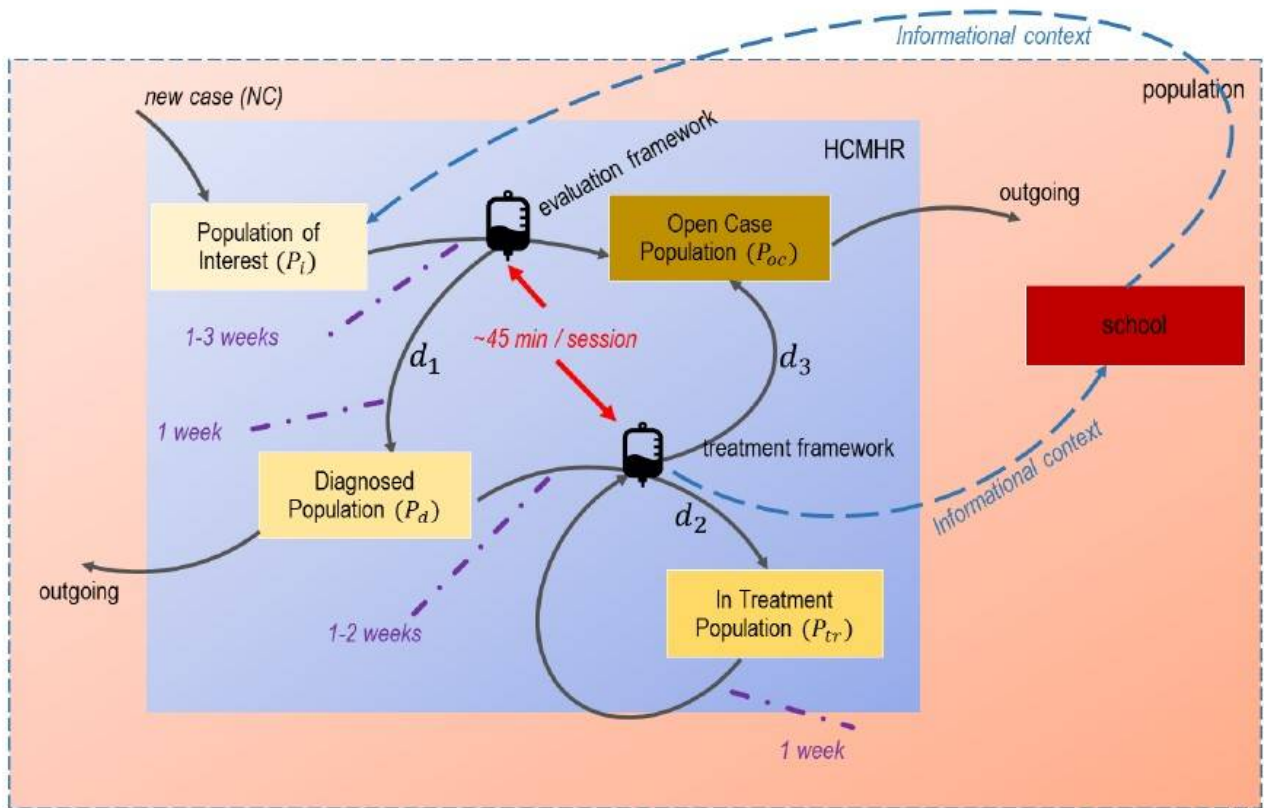 Informational context
population
new case (NC)
evaluation framework
HCMHR
outgoing
Population of
Interest (P_i)
Open Case
Population (P_oc)
school
1-3 weeks
~45 min / session
d_1
d_3
1 week
treatment framework
Informational context
Diagnosed
Population (P_d)
d_2
outgoing
In Treatment
Population (P_tr)
1-2 weeks
1 week